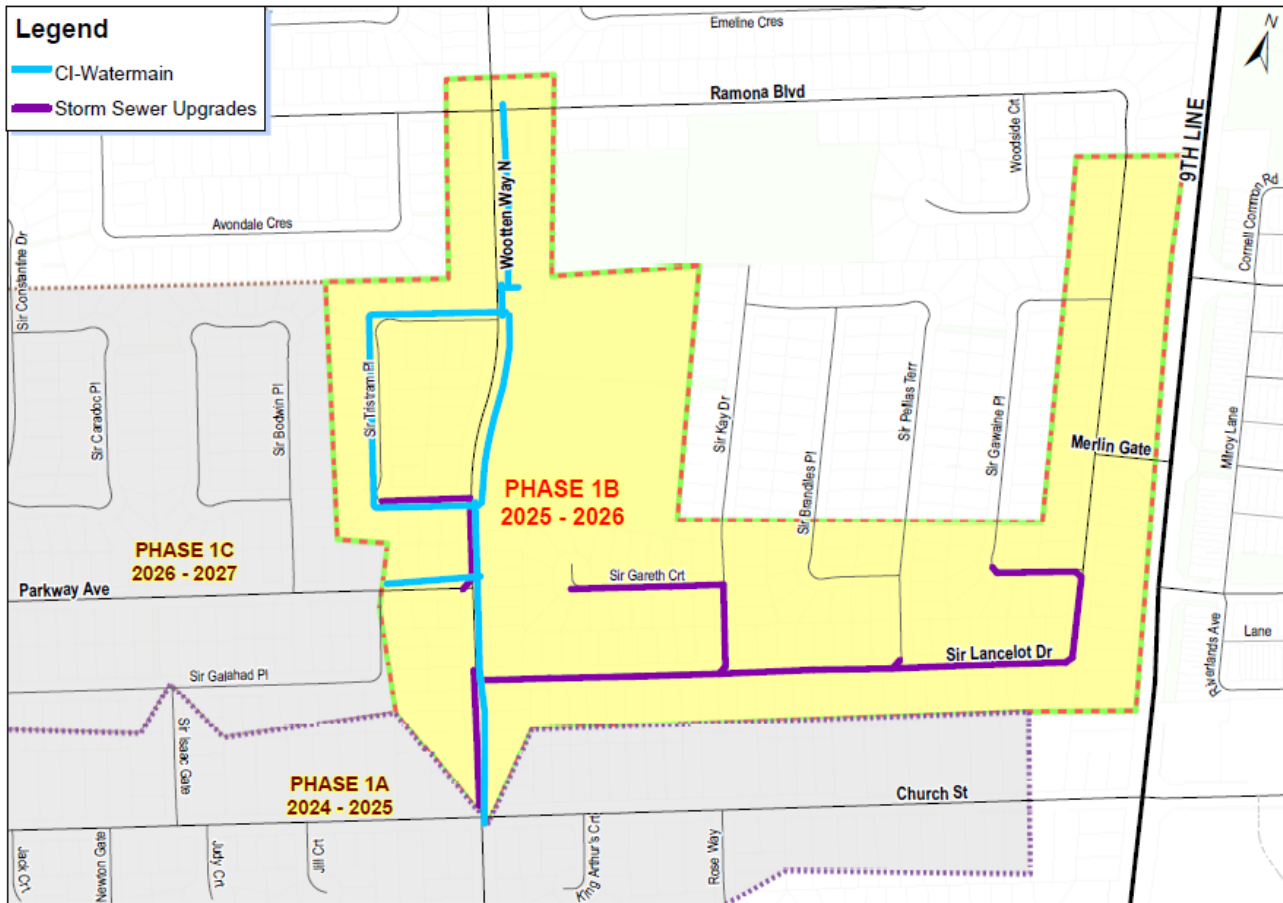 Legend
CI-Watermain
Storm Sewer Upgrades
Emeline Cres
N
Ramona Blvd
Woodside Crt
9TH LINE
Cornell Common Rd
Avondale Cres
Wootten Way N
Sir Constantine Dr
Sir Caradoc Pl
Sir Bodwin Pl
Sir Tristram Pl
Sir Kay Dr
Sir Brandiles Pl
Sir Pellias Terr
Sir Gawaine Pl
Merlin Gate
Milroy Lane
PHASE 1B
2025 - 2026
PHASE 1C
2026 - 2027
Parkway Ave
Sir Gareth Crt
Sir Lancelot Dr
Riverlands Ave
Lane
Sir Galahad Pl
Sir Isaac Gate
PHASE 1A
2024 - 2025
Church St
Jack Crt
Newton Gate
Judy Crt
Jill Crt
King Arthur's Crt
Rose Way